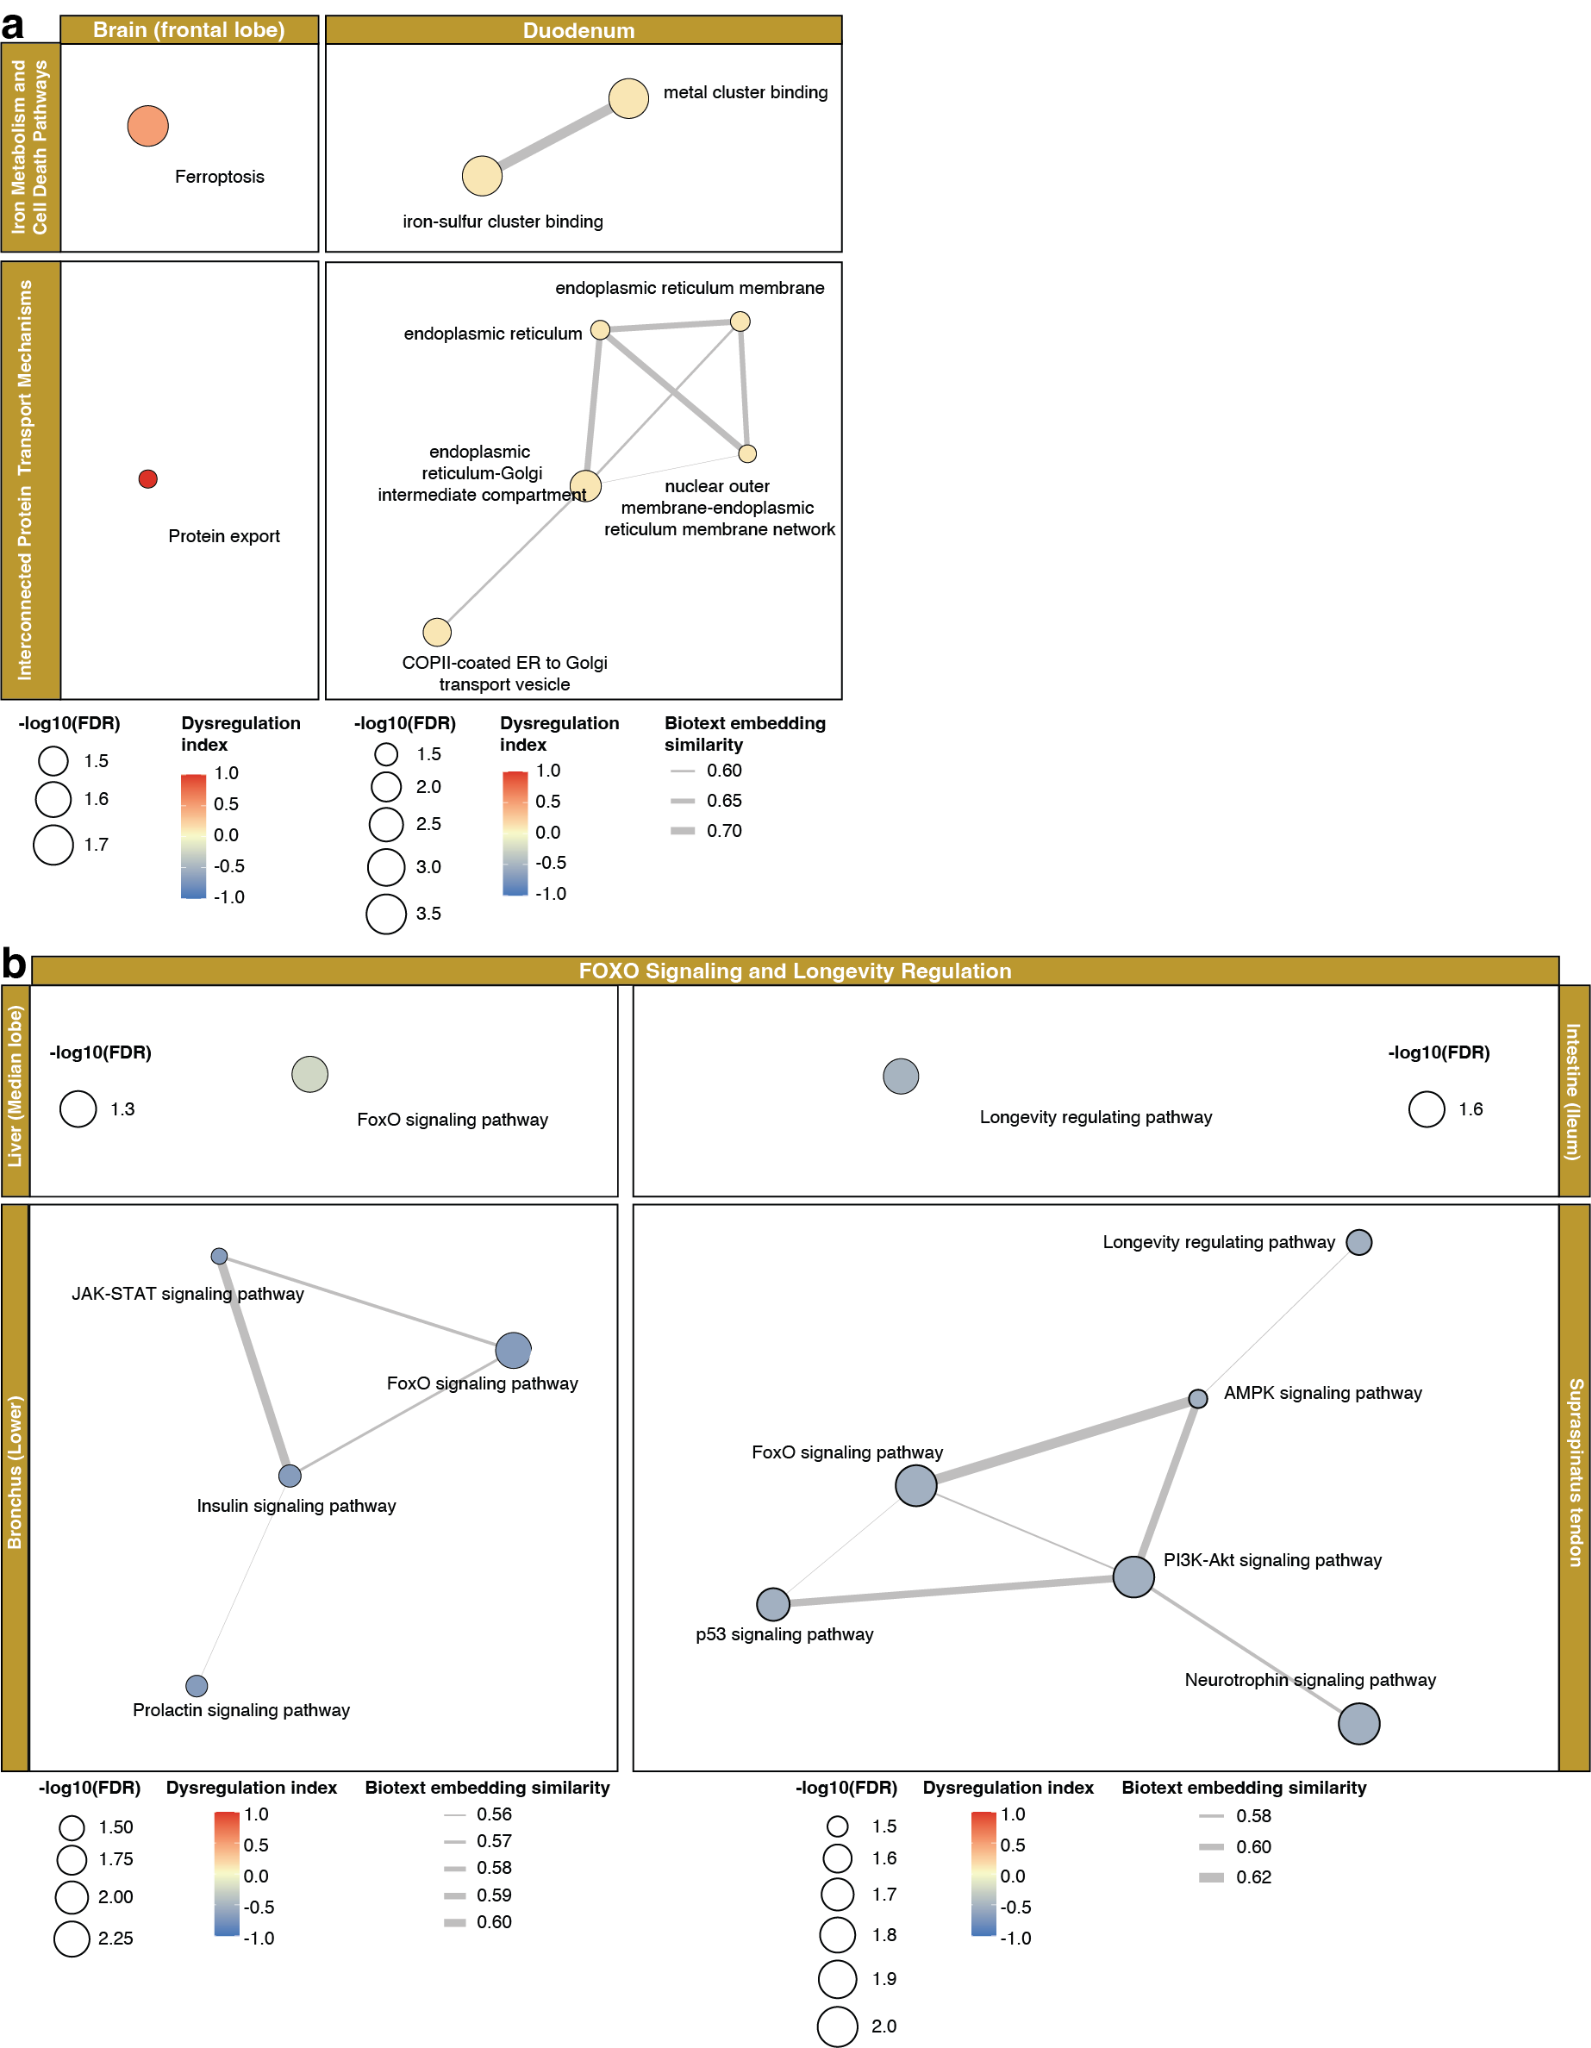 a
Brain (frontal lobe)
Duodenum
Iron Metabolism and
Cell Death Pathways
Ferroptosis
metal cluster binding
iron-sulfur cluster binding
Interconnected Protein Transport Mechanisms
Protein export
endoplasmic reticulum membrane
endoplasmic reticulum
endoplasmic
reticulum-Golgi
intermediate compartment
nuclear outer
membrane-endoplasmic
reticulum membrane network
COPII-coated ER to Golgi
transport vesicle
-log10(FDR)
1.5
1.6
1.7
Dysregulation
index
1.0
0.5
0.0
-0.5
-1.0
-log10(FDR)
1.5
2.0
2.5
3.0
3.5
Dysregulation
index
1.0
0.5
0.0
-0.5
-1.0
Biotext embedding
similarity
0.60
0.65
0.70
b
FOXO Signaling and Longevity Regulation
Liver (Median lobe)
-log10(FDR)
1.3
FoxO signaling pathway
Longevity regulating pathway
-log10(FDR)
1.6
Intestine (Ileum)
Bronchus (Lower)
JAK-STAT signaling pathway
FoxO signaling pathway
Insulin signaling pathway
Prolactin signaling pathway
Longevity regulating pathway
AMPK signaling pathway
FoxO signaling pathway
PI3K-Akt signaling pathway
p53 signaling pathway
Neurotrophin signaling pathway
Supraspinatus tendon
-log10(FDR)
1.50
1.75
2.00
2.25
Dysregulation index
1.0
0.5
0.0
-0.5
-1.0
Biotext embedding similarity
0.56
0.57
0.58
0.59
0.60
-log10(FDR)
1.5
1.6
1.7
1.8
1.9
2.0
Dysregulation index
1.0
0.5
0.0
-0.5
-1.0
Biotext embedding similarity
0.58
0.60
0.62